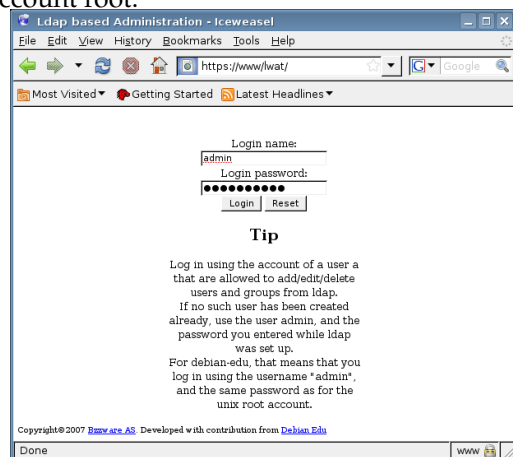 ccount root.
Ldap based Administration - Iceweasel
File Edit View History Bookmarks Tools Help
https://www/lwat/ Google
Most Visited Getting Started Latest Headlines
Login name:
admin
Login password:
●●●●●●●●●●
Login Reset
Tip
Log in using the account of a user a
that are allowed to add/edit/delete
users and groups from ldap.
If no such user has been created
already, use the user admin, and the
password you entered while ldap
was set up.
For debian-edu, that means that you
log in using the username "admin",
and the same password as for the
unix root account.
Copyright©2007 Bzzware AS. Developed with contribution from Debian Edu
Done www